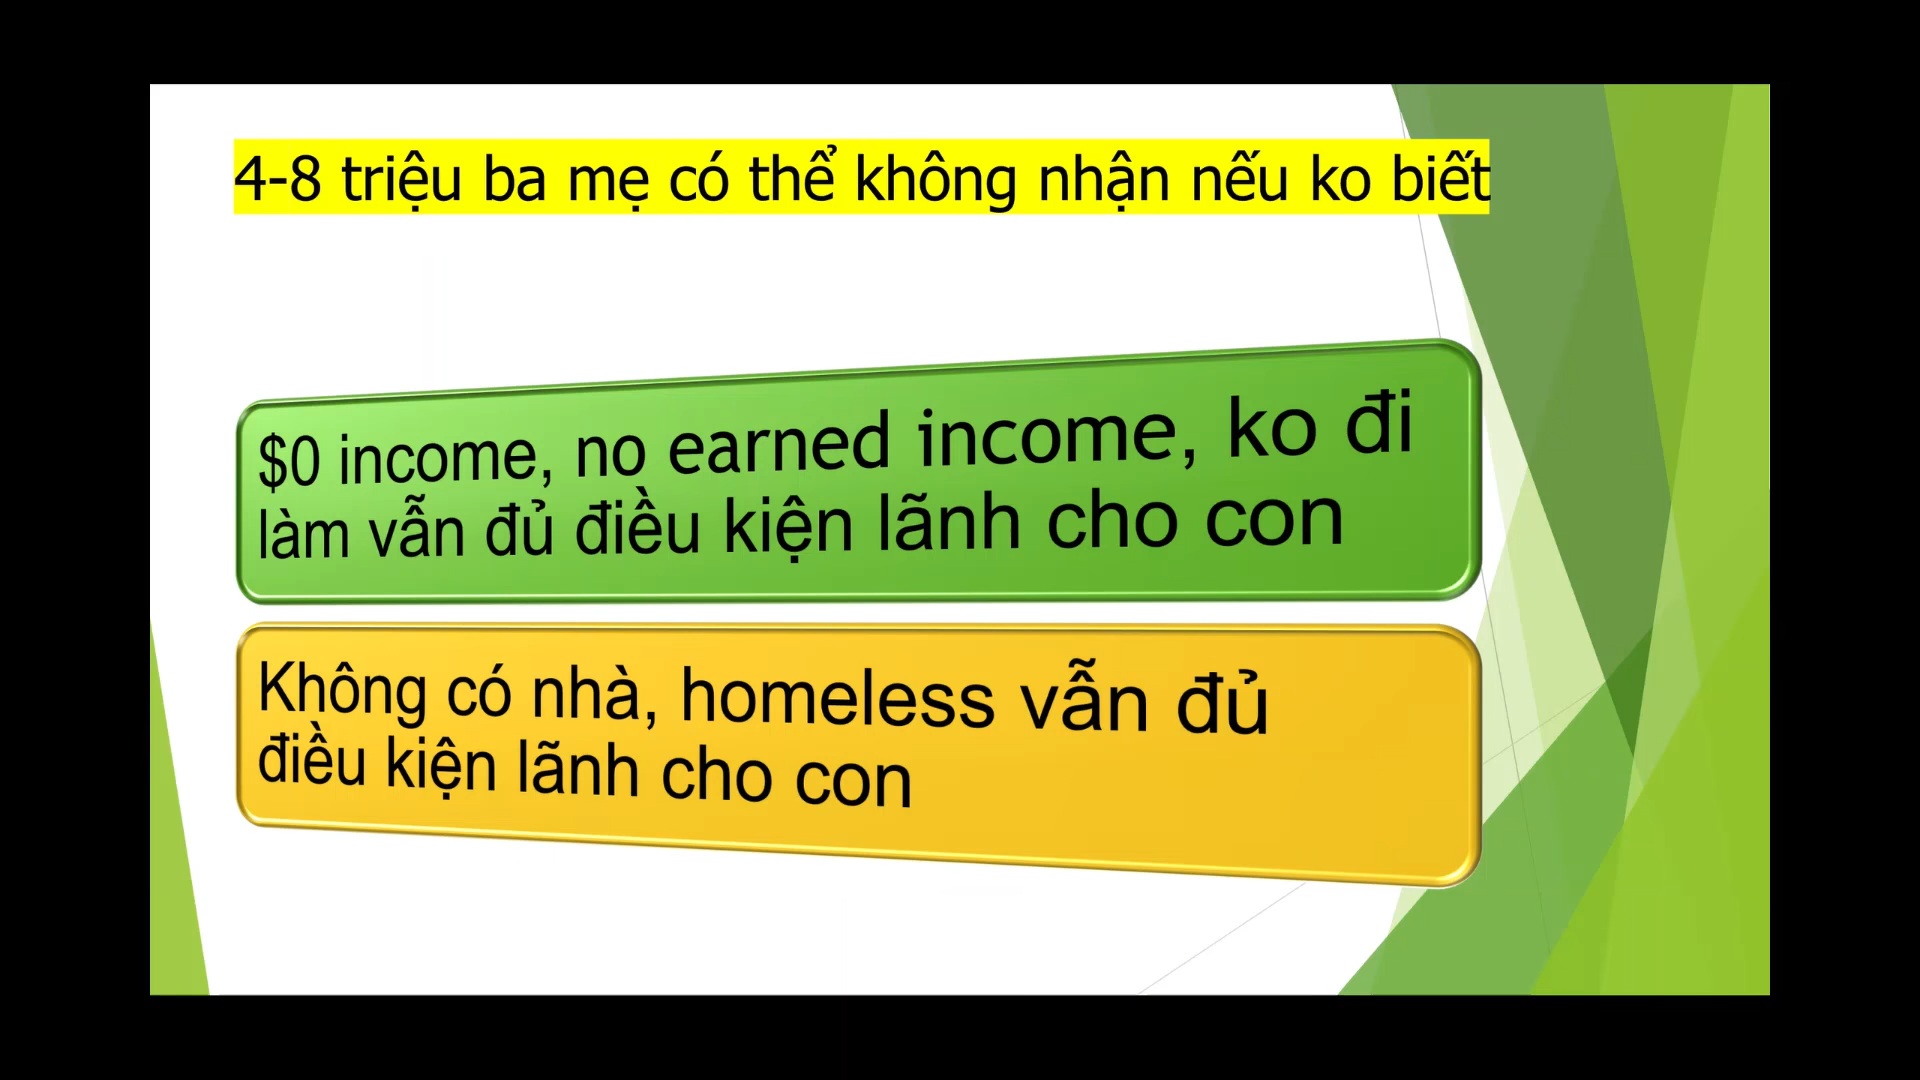 4-8 triệu ba mẹ có thể không nhận nếu ko biết
$0 income, no earned income, ko đi
làm vẫn đủ điều kiện lãnh cho con
Không có nhà, homeless vẫn đủ
điều kiện lãnh cho con